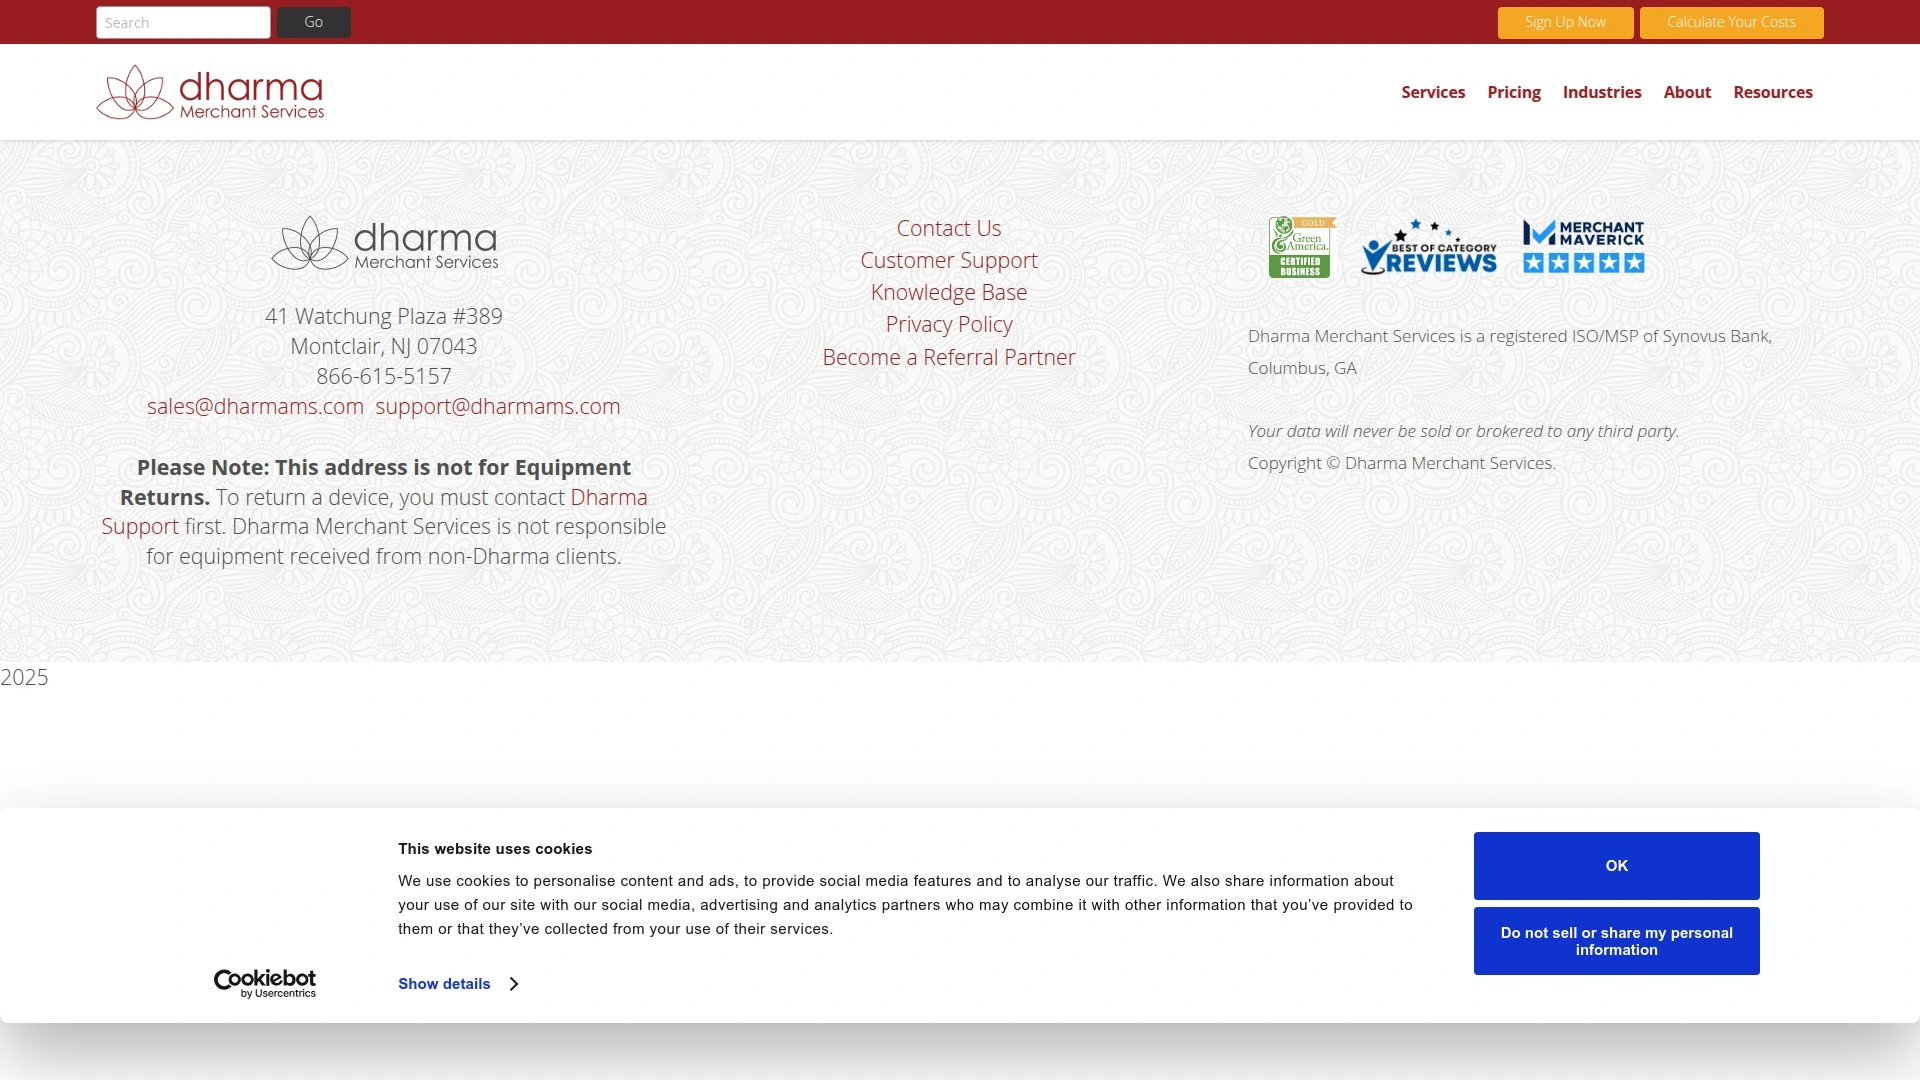 Search
Go
Sign Up Now
Calculate Your Costs
dharma
Merchant Services
Services
Pricing
Industries
About
Resources
dharma
Merchant Services
41 Watchung Plaza #389
Montclair, NJ 07043
866-615-5157
sales@dharmams.com support@dharmams.com
Please Note: This address is not for Equipment
Returns. To return a device, you must contact Dharma
Support first. Dharma Merchant Services is not responsible
for equipment received from non-Dharma clients.
Contact Us
Customer Support
Knowledge Base
Privacy Policy
Become a Referral Partner
GOLD
Green
America.
CERTIFIED
BUSINESS
BEST OF CATEGORY
REVIEWS
MERCHANT
MAVERICK
Dharma Merchant Services is a registered ISO/MSP of Synovus Bank,
Columbus, GA
Your data will never be sold or brokered to any third party.
Copyright © Dharma Merchant Services.
2025
This website uses cookies
We use cookies to personalise content and ads, to provide social media features and to analyse our traffic. We also share information about
your use of our site with our social media, advertising and analytics partners who may combine it with other information that you’ve provided to
them or that they’ve collected from your use of their services.
Show details
OK
Do not sell or share my personal
information
Cookiebot
by Usercentrics